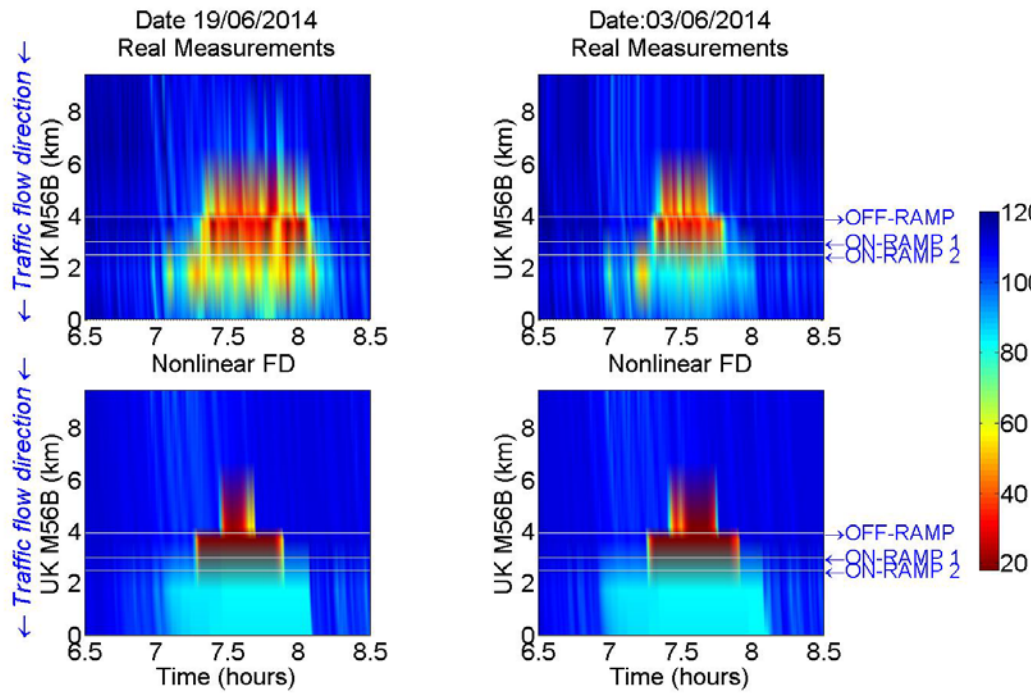 Date 19/06/2014
Real Measurements
Date:03/06/2014
Real Measurements
← Traffic flow direction ←
UK M56B (km)
8
6
4
2
0
6.5 7 7.5 8 8.5
UK M56B (km)
8
6
4
2
0
6.5 7 7.5 8 8.5
→OFF-RAMP
←ON-RAMP 1
←ON-RAMP 2
120
100
80
60
40
20
Nonlinear FD
Nonlinear FD
← Traffic flow direction ←
UK M56B (km)
8
6
4
2
0
6.5 7 7.5 8 8.5
Time (hours)
UK M56B (km)
8
6
4
2
0
6.5 7 7.5 8 8.5
Time (hours)
→OFF-RAMP
←ON-RAMP 1
←ON-RAMP 2